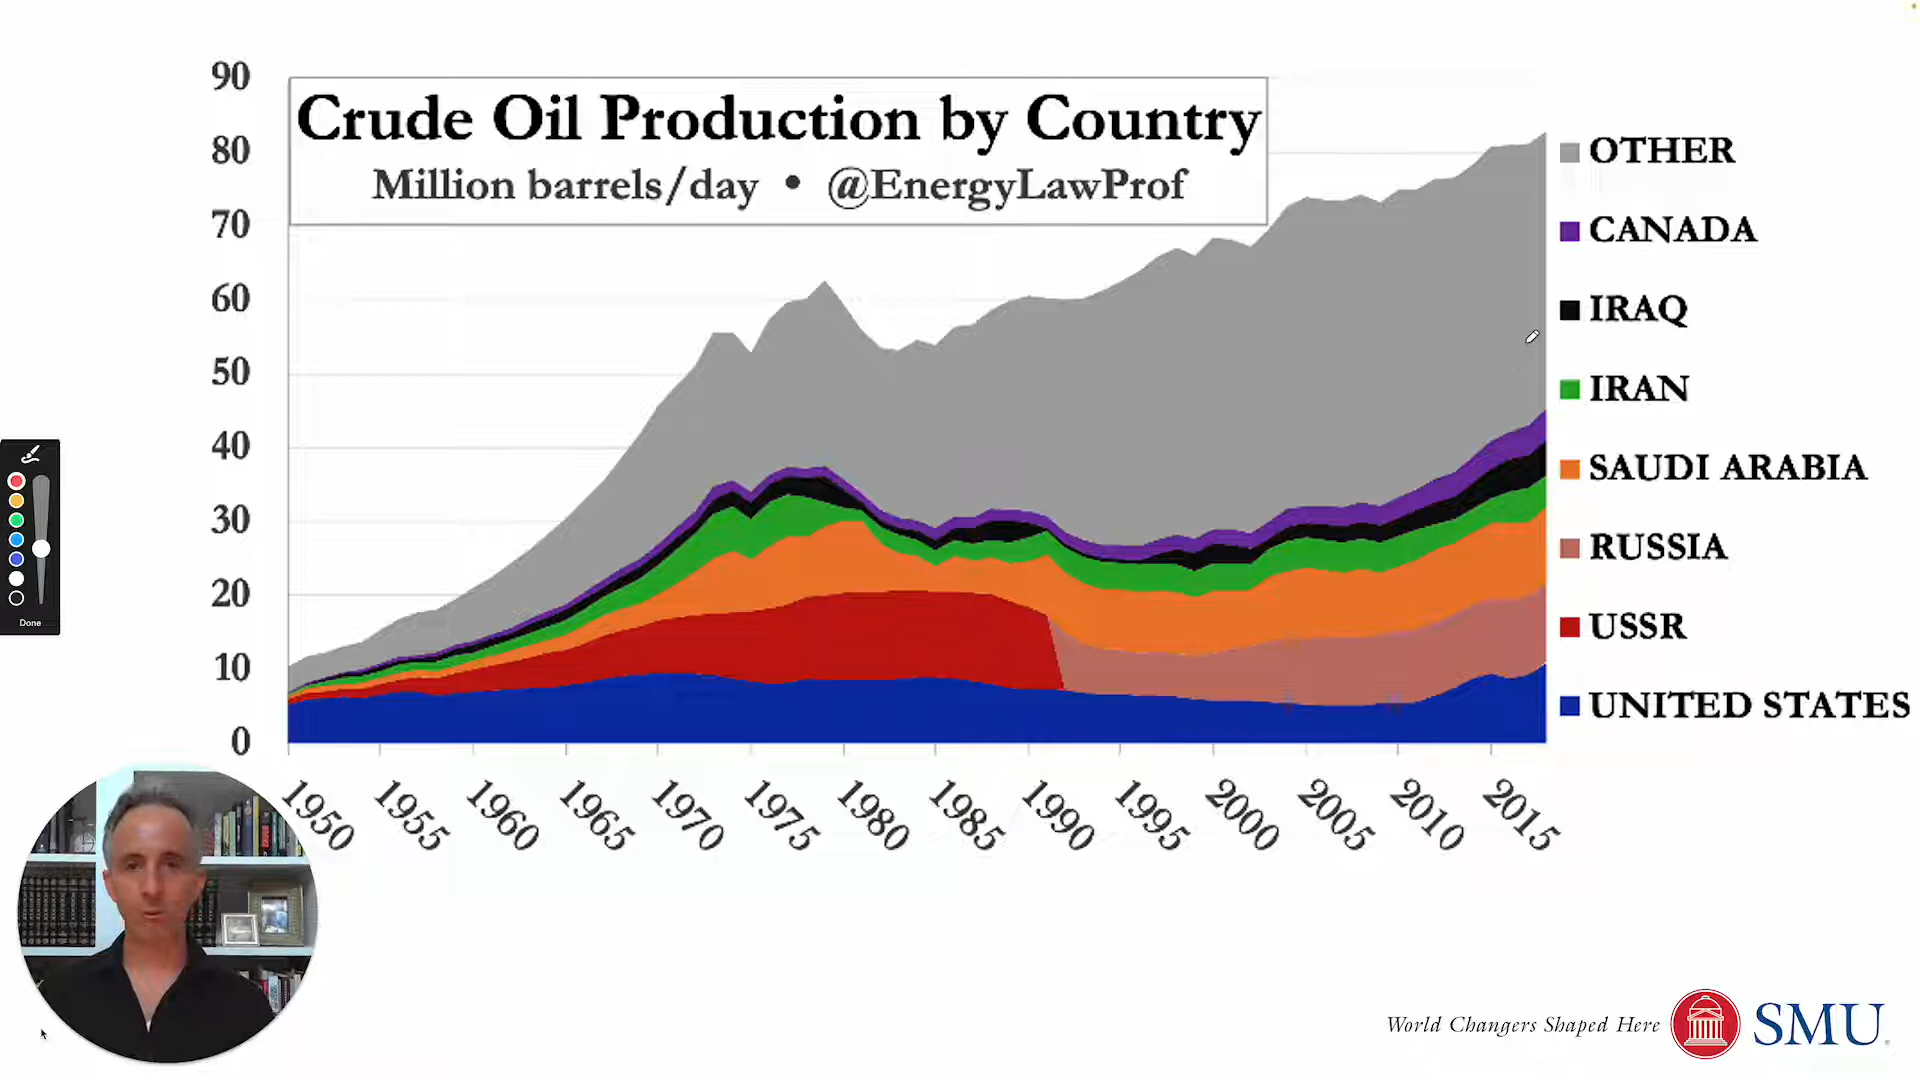 90
80
70
60
50
40
30
20
10
0
Crude Oil Production by Country
Million barrels/day • @EnergyLawProf
OTHER
CANADA
IRAQ
IRAN
SAUDI ARABIA
RUSSIA
USSR
UNITED STATES
1950
1955
1960
1965
1970
1975
1980
1985
1990
1995
2000
2005
2010
2015
Done
World Changers Shaped Here
SMU